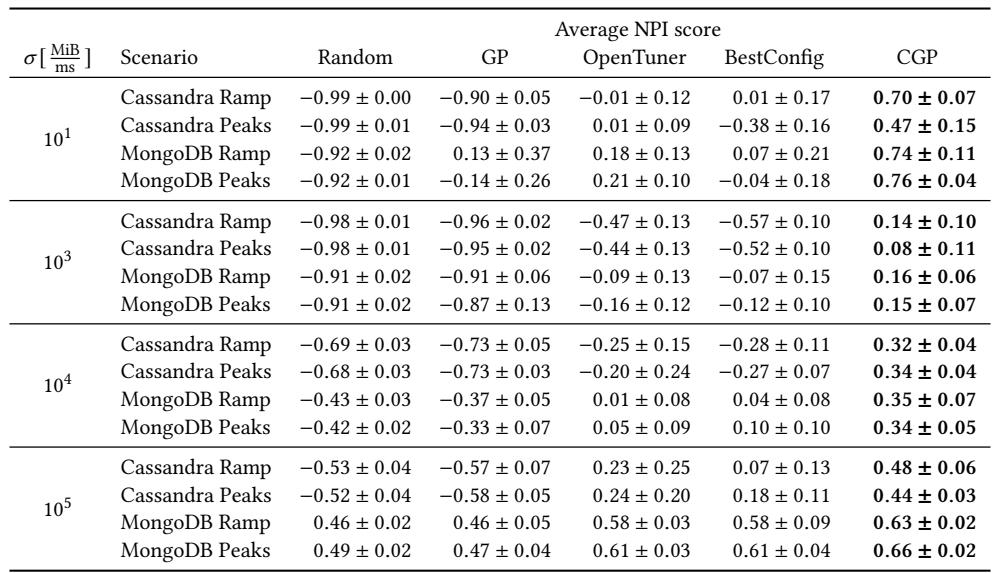 Average NPI score
σ[MiB/ms] Scenario Random GP OpenTuner BestConfig CGP
10¹
Cassandra Ramp −0.99 ± 0.00 −0.90 ± 0.05 −0.01 ± 0.12 0.01 ± 0.17 0.70 ± 0.07
Cassandra Peaks −0.99 ± 0.01 −0.94 ± 0.03 0.01 ± 0.09 −0.38 ± 0.16 0.47 ± 0.15
MongoDB Ramp −0.92 ± 0.02 0.13 ± 0.37 0.18 ± 0.13 0.07 ± 0.21 0.74 ± 0.11
MongoDB Peaks −0.92 ± 0.01 −0.14 ± 0.26 0.21 ± 0.10 −0.04 ± 0.18 0.76 ± 0.04
10³
Cassandra Ramp −0.98 ± 0.01 −0.96 ± 0.02 −0.47 ± 0.13 −0.57 ± 0.10 0.14 ± 0.10
Cassandra Peaks −0.98 ± 0.01 −0.95 ± 0.02 −0.44 ± 0.13 −0.52 ± 0.10 0.08 ± 0.11
MongoDB Ramp −0.91 ± 0.02 −0.91 ± 0.06 −0.09 ± 0.13 −0.07 ± 0.15 0.16 ± 0.06
MongoDB Peaks −0.91 ± 0.02 −0.87 ± 0.13 −0.16 ± 0.12 −0.12 ± 0.10 0.15 ± 0.07
10⁴
Cassandra Ramp −0.69 ± 0.03 −0.73 ± 0.05 −0.25 ± 0.15 −0.28 ± 0.11 0.32 ± 0.04
Cassandra Peaks −0.68 ± 0.03 −0.73 ± 0.03 −0.20 ± 0.24 −0.27 ± 0.07 0.34 ± 0.04
MongoDB Ramp −0.43 ± 0.03 −0.37 ± 0.05 0.01 ± 0.08 0.04 ± 0.08 0.35 ± 0.07
MongoDB Peaks −0.42 ± 0.02 −0.33 ± 0.07 0.05 ± 0.09 0.10 ± 0.10 0.34 ± 0.05
10⁵
Cassandra Ramp −0.53 ± 0.04 −0.57 ± 0.07 0.23 ± 0.25 0.07 ± 0.13 0.48 ± 0.06
Cassandra Peaks −0.52 ± 0.04 −0.58 ± 0.05 0.24 ± 0.20 0.18 ± 0.11 0.44 ± 0.03
MongoDB Ramp 0.46 ± 0.02 0.46 ± 0.05 0.58 ± 0.03 0.58 ± 0.09 0.63 ± 0.02
MongoDB Peaks 0.49 ± 0.02 0.47 ± 0.04 0.61 ± 0.03 0.61 ± 0.04 0.66 ± 0.02